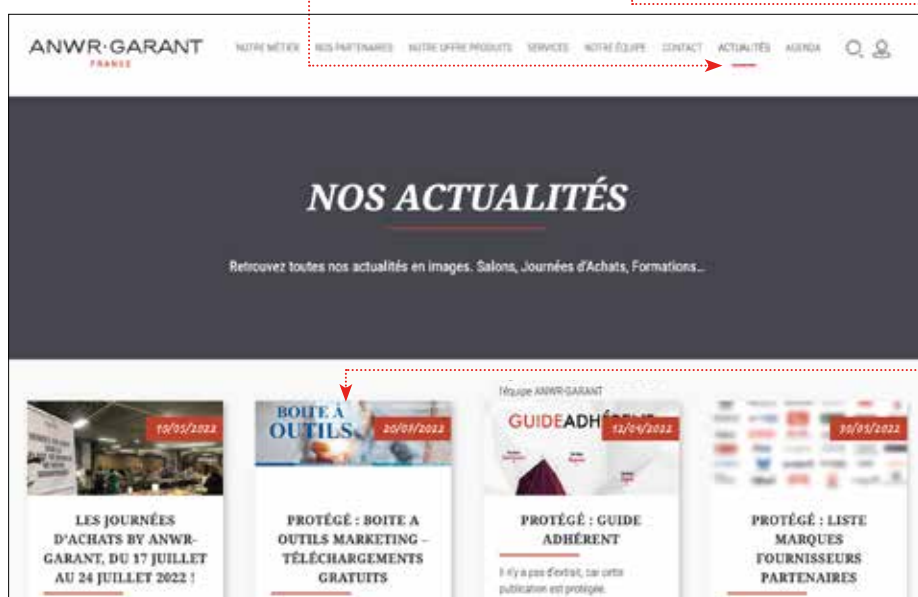 ANWR·GARANT
FRANCE
NOTRE MÉTIER NOS PARTENAIRES NOTRE OFFRE PRODUITS SERVICES NOTRE ÉQUIPE CONTACT ACTUALITÉS AGENDA
NOS ACTUALITÉS
Retrouvez toutes nos actualités en images. Salons, Journées d'Achats, Formations...
10/05/2022
LES JOURNÉES
D'ACHATS BY ANWR-
GARANT, DU 17 JUILLET
AU 24 JUILLET 2022 !
BOITE À
OUTILS
20/07/2022
PROTÉGÉ : BOITE A
OUTILS MARKETING –
TÉLÉCHARGEMENTS
GRATUITS
l'équipe ANWR-GARANT
GUIDEADHÉRENT
12/04/2022
PROTÉGÉ : GUIDE
ADHÉRENT
Il n'y a pas d'extrait, car cette
publication est protégée.
30/03/2022
PROTÉGÉ : LISTE
MARQUES
FOURNISSEURS
PARTENAIRES